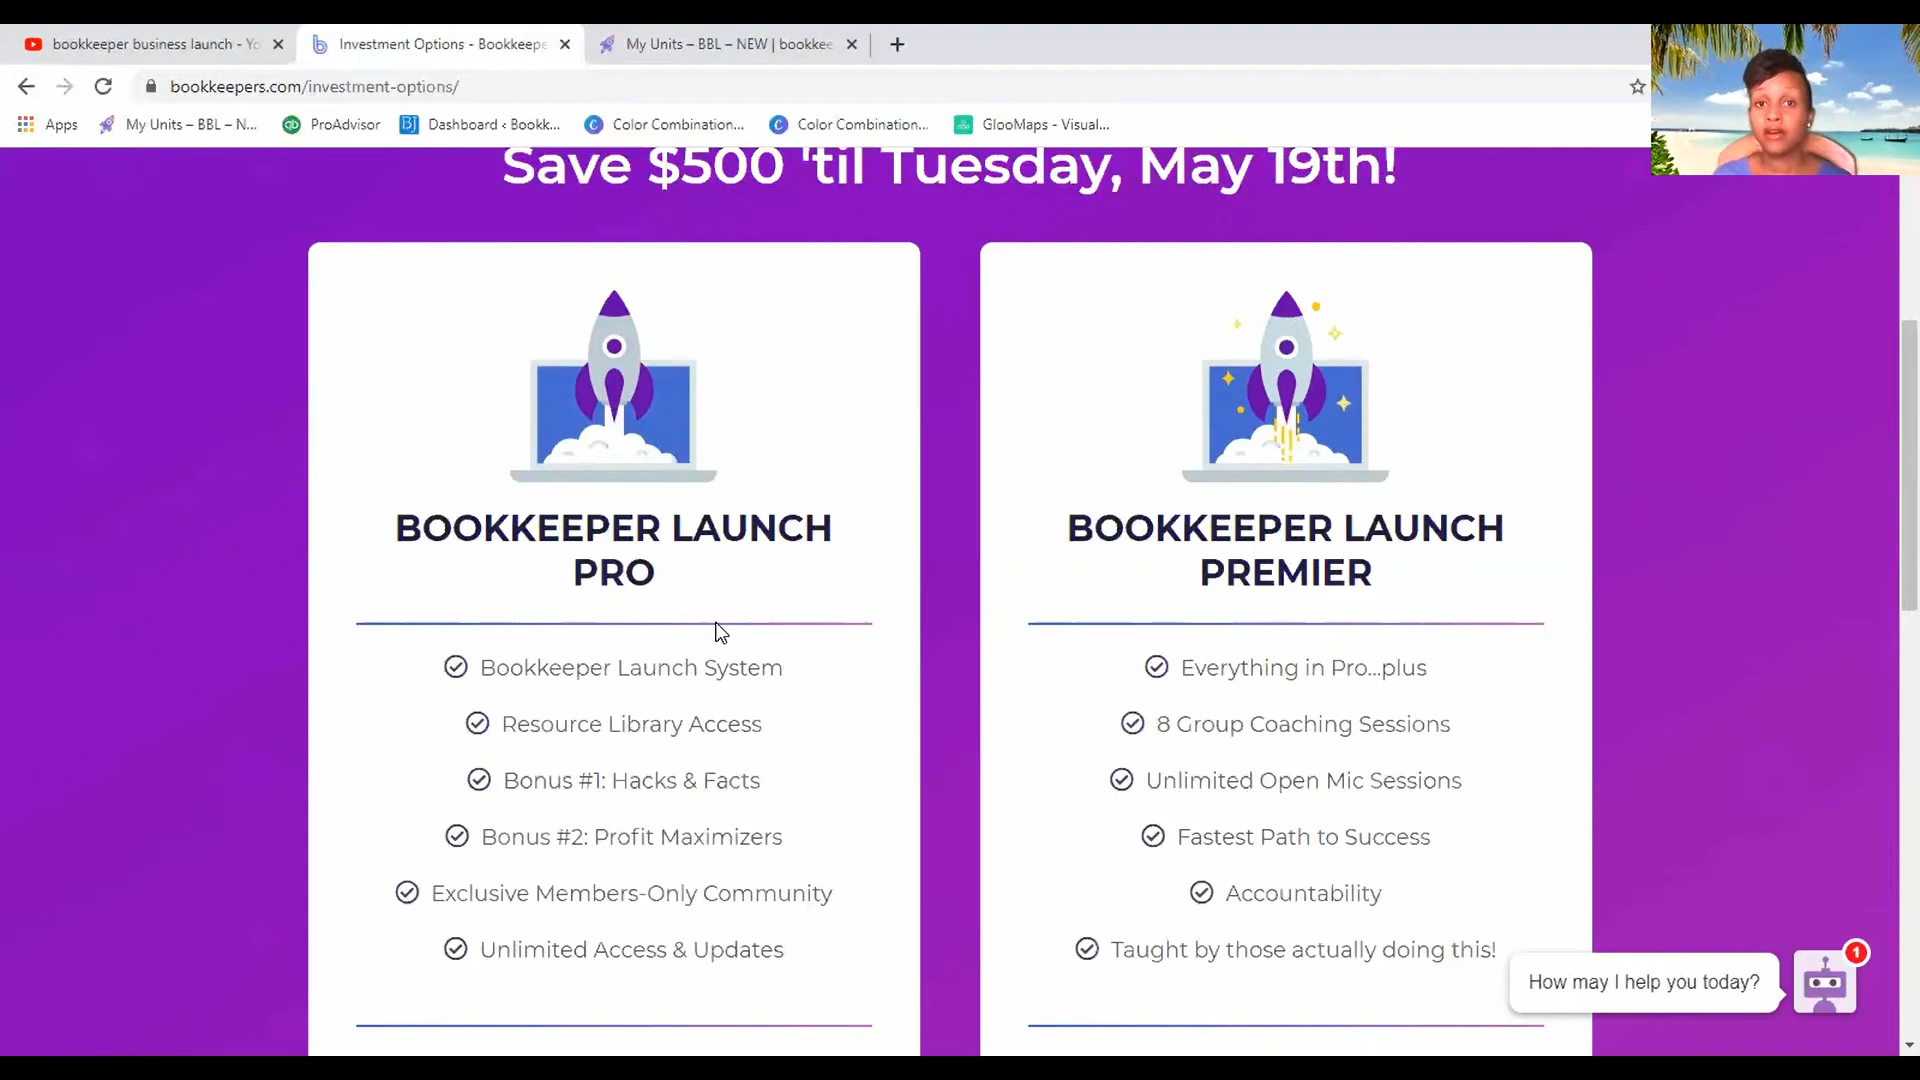 bookkeeper business launch - Yo
Investment Options - Bookkeepe
My Units – BBL – NEW | bookkee
bookkeepers.com/investment-options/
Apps
My Units – BBL – N...
qb
ProAdvisor
BJ
Dashboard ‹ Bookk...
C
Color Combination...
C
Color Combination...
GlooMaps - Visual...
Save $500 'til Tuesday, May 19th!
BOOKKEEPER LAUNCH
PRO
Bookkeeper Launch System
Resource Library Access
Bonus #1: Hacks & Facts
Bonus #2: Profit Maximizers
Exclusive Members-Only Community
Unlimited Access & Updates
BOOKKEEPER LAUNCH
PREMIER
Everything in Pro...plus
8 Group Coaching Sessions
Unlimited Open Mic Sessions
Fastest Path to Success
Accountability
Taught by those actually doing this!
How may I help you today?
1